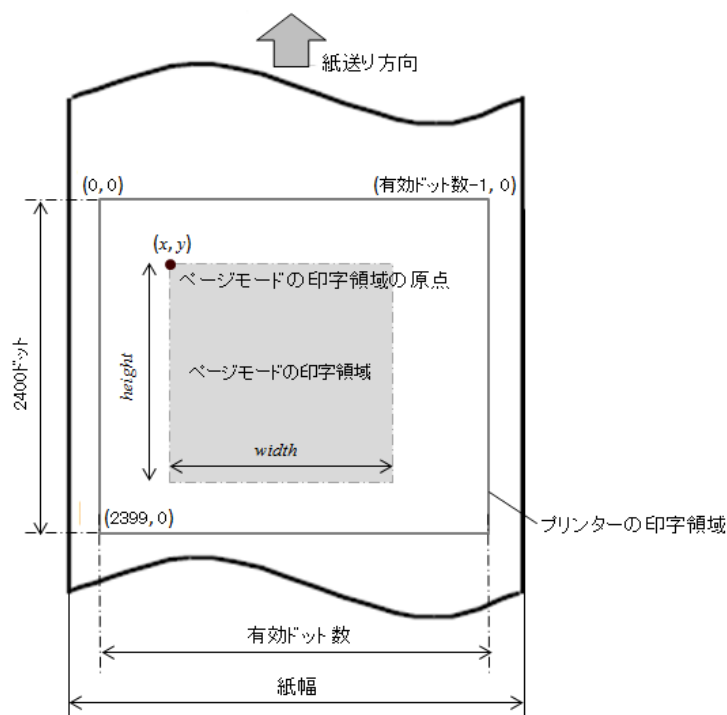 紙送り方向
(0, 0)
(有効ドット数-1, 0)
(x, y)
ページモードの印字領域の原点
2400ドット
height
ページモードの印字領域
width
(2399, 0)
プリンターの印字領域
有効ドット数
紙幅